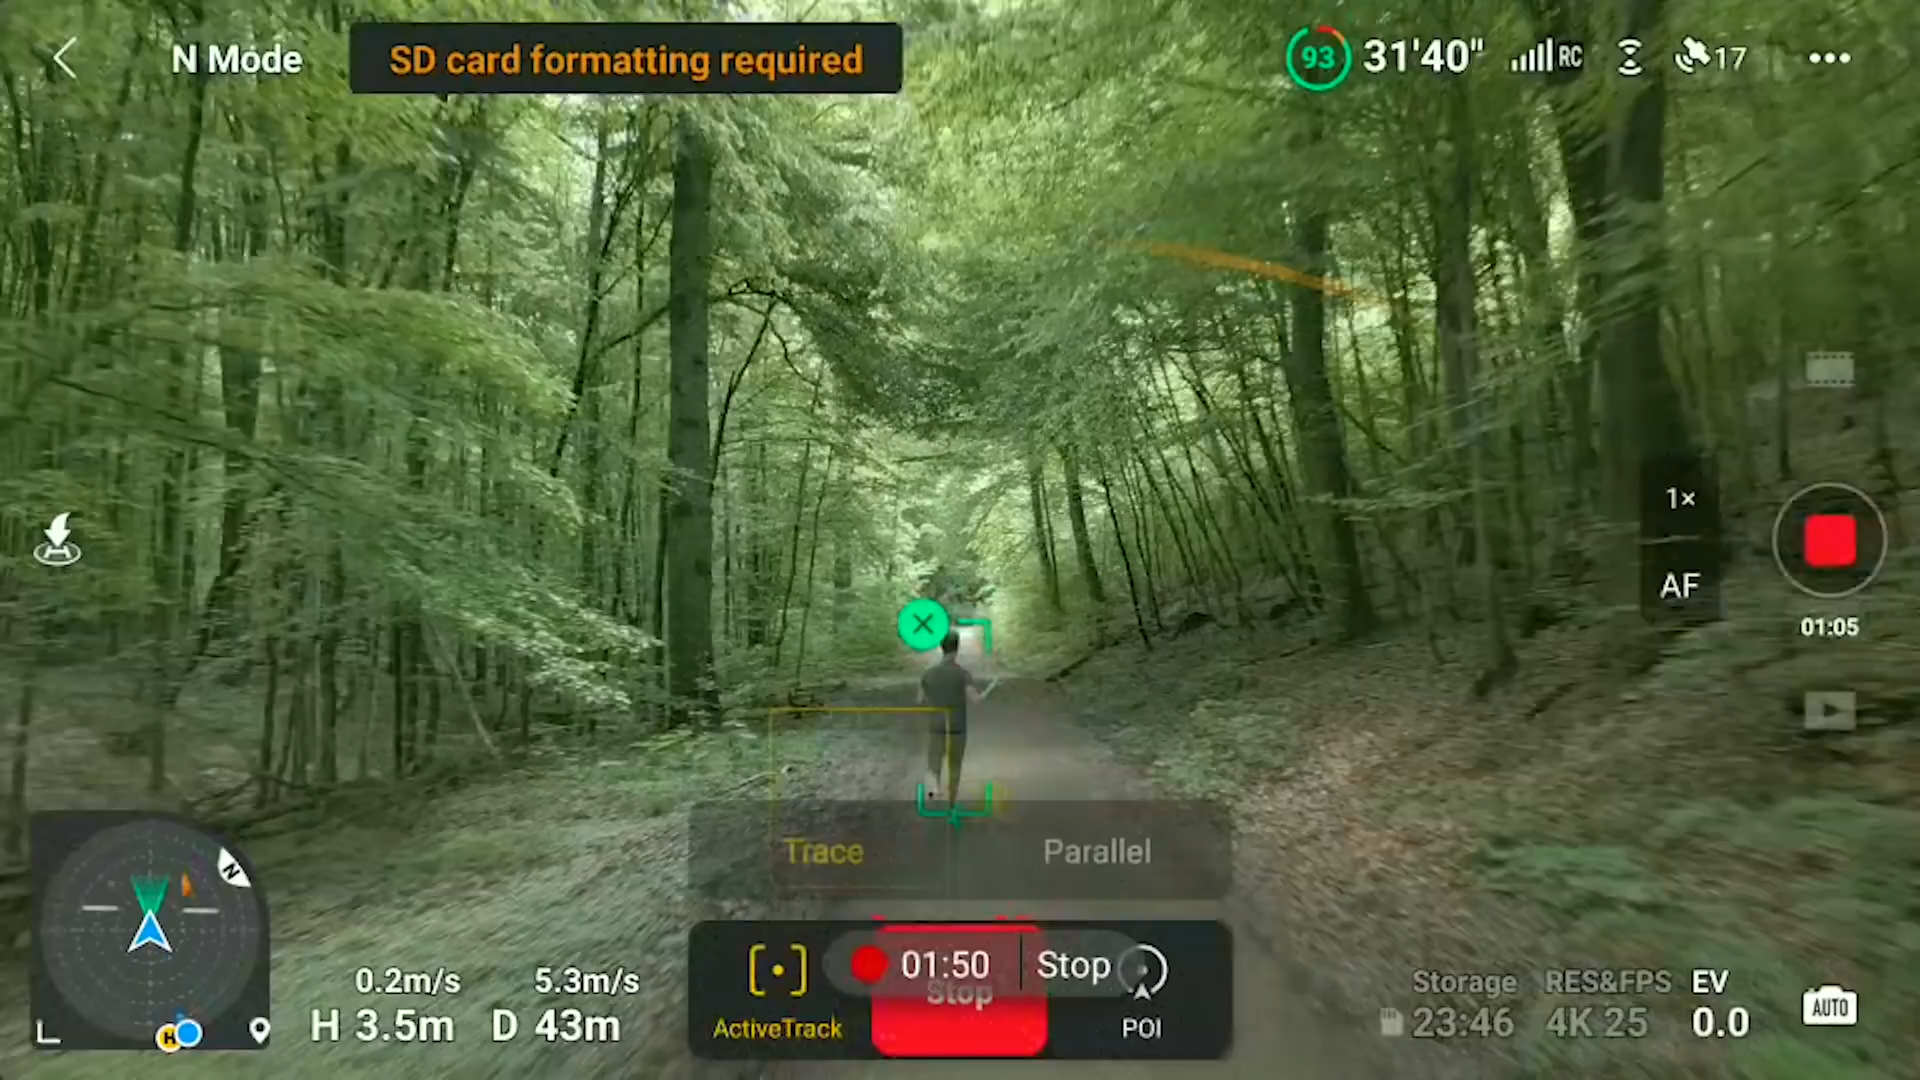 N Mode
SD card formatting required
93
31'40"
RC
17
1×
AF
01:05
Trace
Parallel
N
0.2m/s
5.3m/s
H 3.5m
D 43m
H
L
ActiveTrack
01:50
Stop
Stop
POI
Storage
RES&FPS
EV
23:46
4K 25
0.0
AUTO